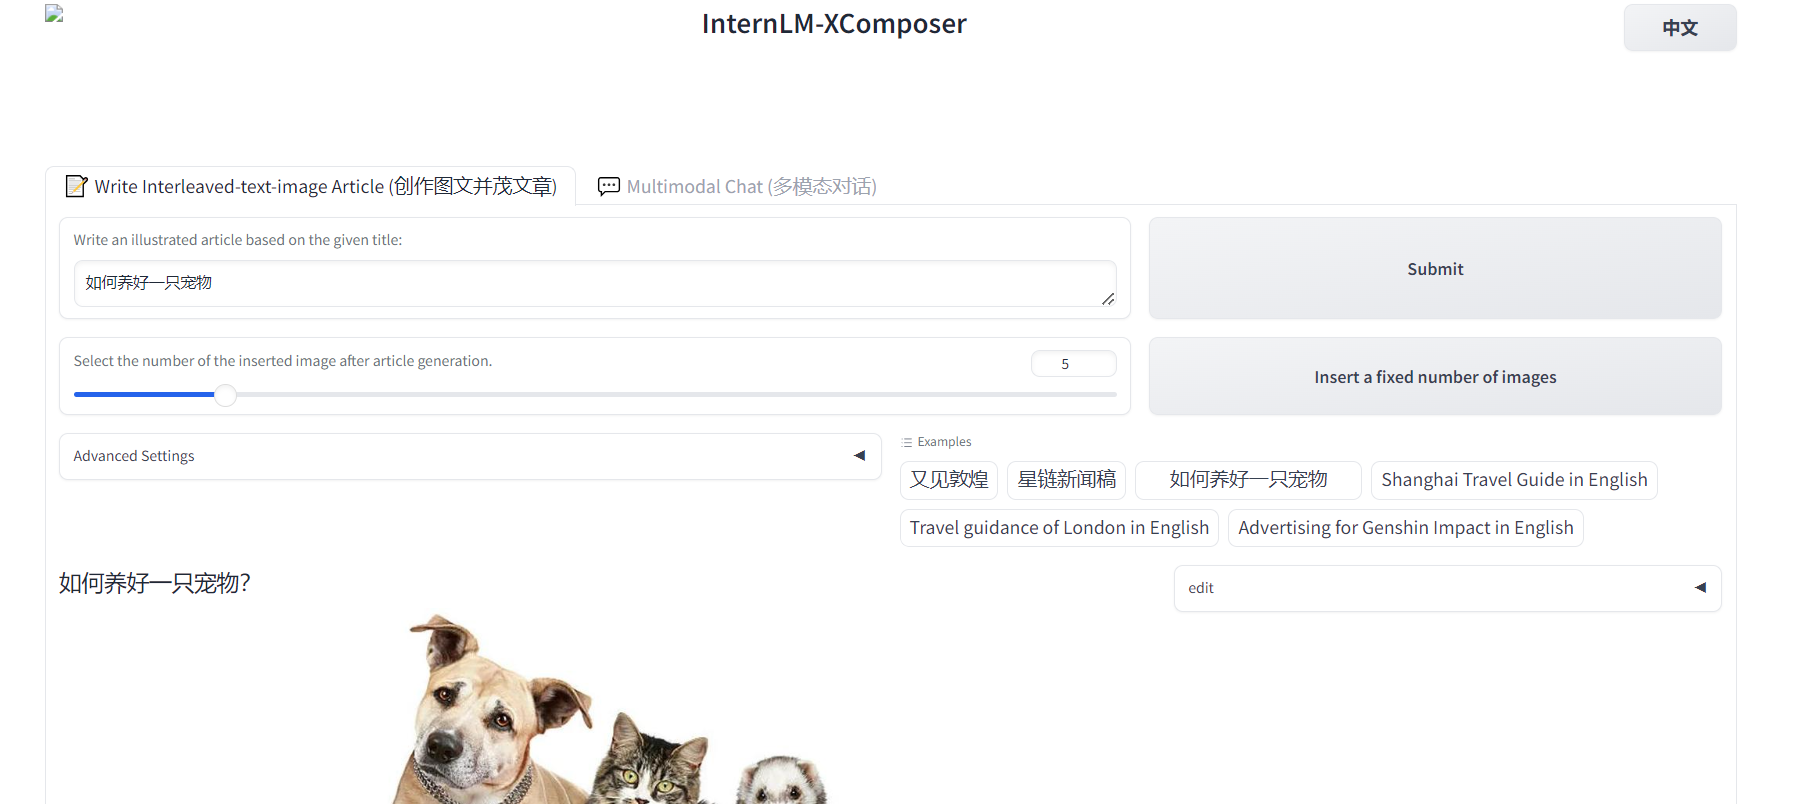 InternLM-XComposer
中文
Write Interleaved-text-image Article (创作图文并茂文章)
Multimodal Chat (多模态对话)
Write an illustrated article based on the given title:
如何养好一只宠物
Submit
Select the number of the inserted image after article generation.
5
Insert a fixed number of images
Advanced Settings
Examples
又见敦煌
星链新闻稿
如何养好一只宠物
Shanghai Travel Guide in English
Travel guidance of London in English
Advertising for Genshin Impact in English
如何养好一只宠物?
edit